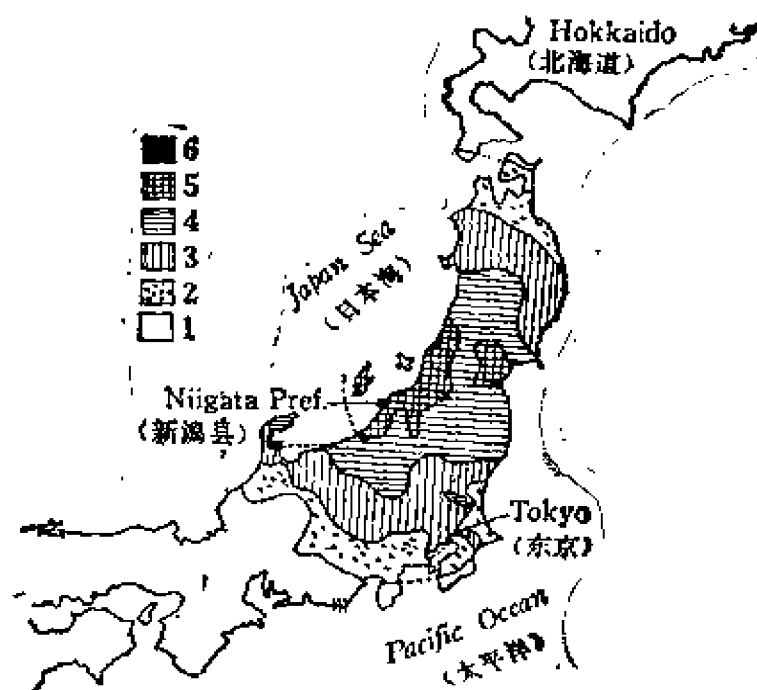 Hokkaido
(北海道)
6
5
4
3
2
1
Japan Sea
(日本海)
Niigata Pref.
(新潟县)
Tokyo
(东京)
Pacific Ocean
(太平洋)